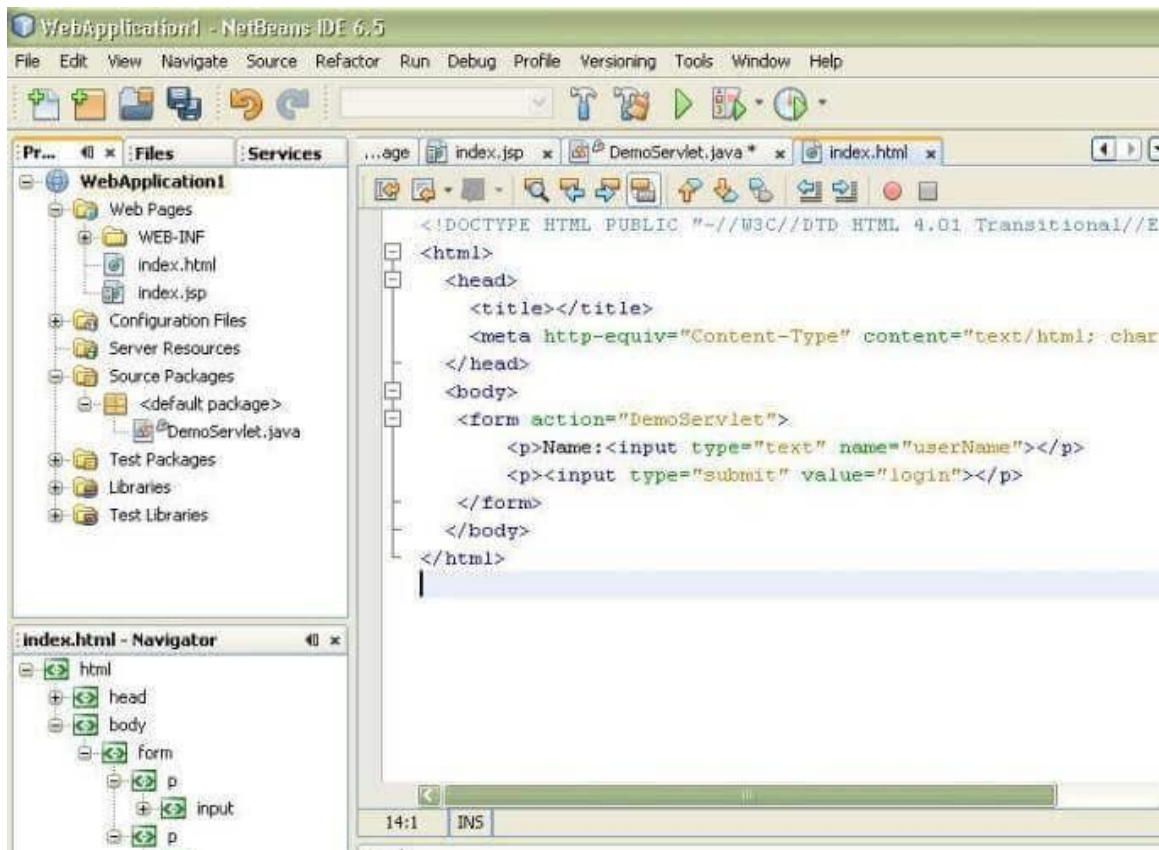 WebApplication1 - NetBeans IDE 6.5
File Edit View Navigate Source Refactor Run Debug Profile Versioning Tools Window Help
Pr... Files Services
WebApplication1
Web Pages
WEB-INF
index.html
index.jsp
Configuration Files
Server Resources
Source Packages
<default package>
DemoServlet.java
Test Packages
Libraries
Test Libraries
index.html - Navigator
html
head
body
form
p
input
p
...age index.jsp DemoServlet.java * index.html
<!DOCTYPE HTML PUBLIC "-//W3C//DTD HTML 4.01 Transitional//E
<html>
<head>
<title></title>
<meta http-equiv="Content-Type" content="text/html; char
</head>
<body>
<form action="DemoServlet">
<p>Name:<input type="text" name="userName"></p>
<p><input type="submit" value="login"></p>
</form>
</body>
</html>
14:1 INS